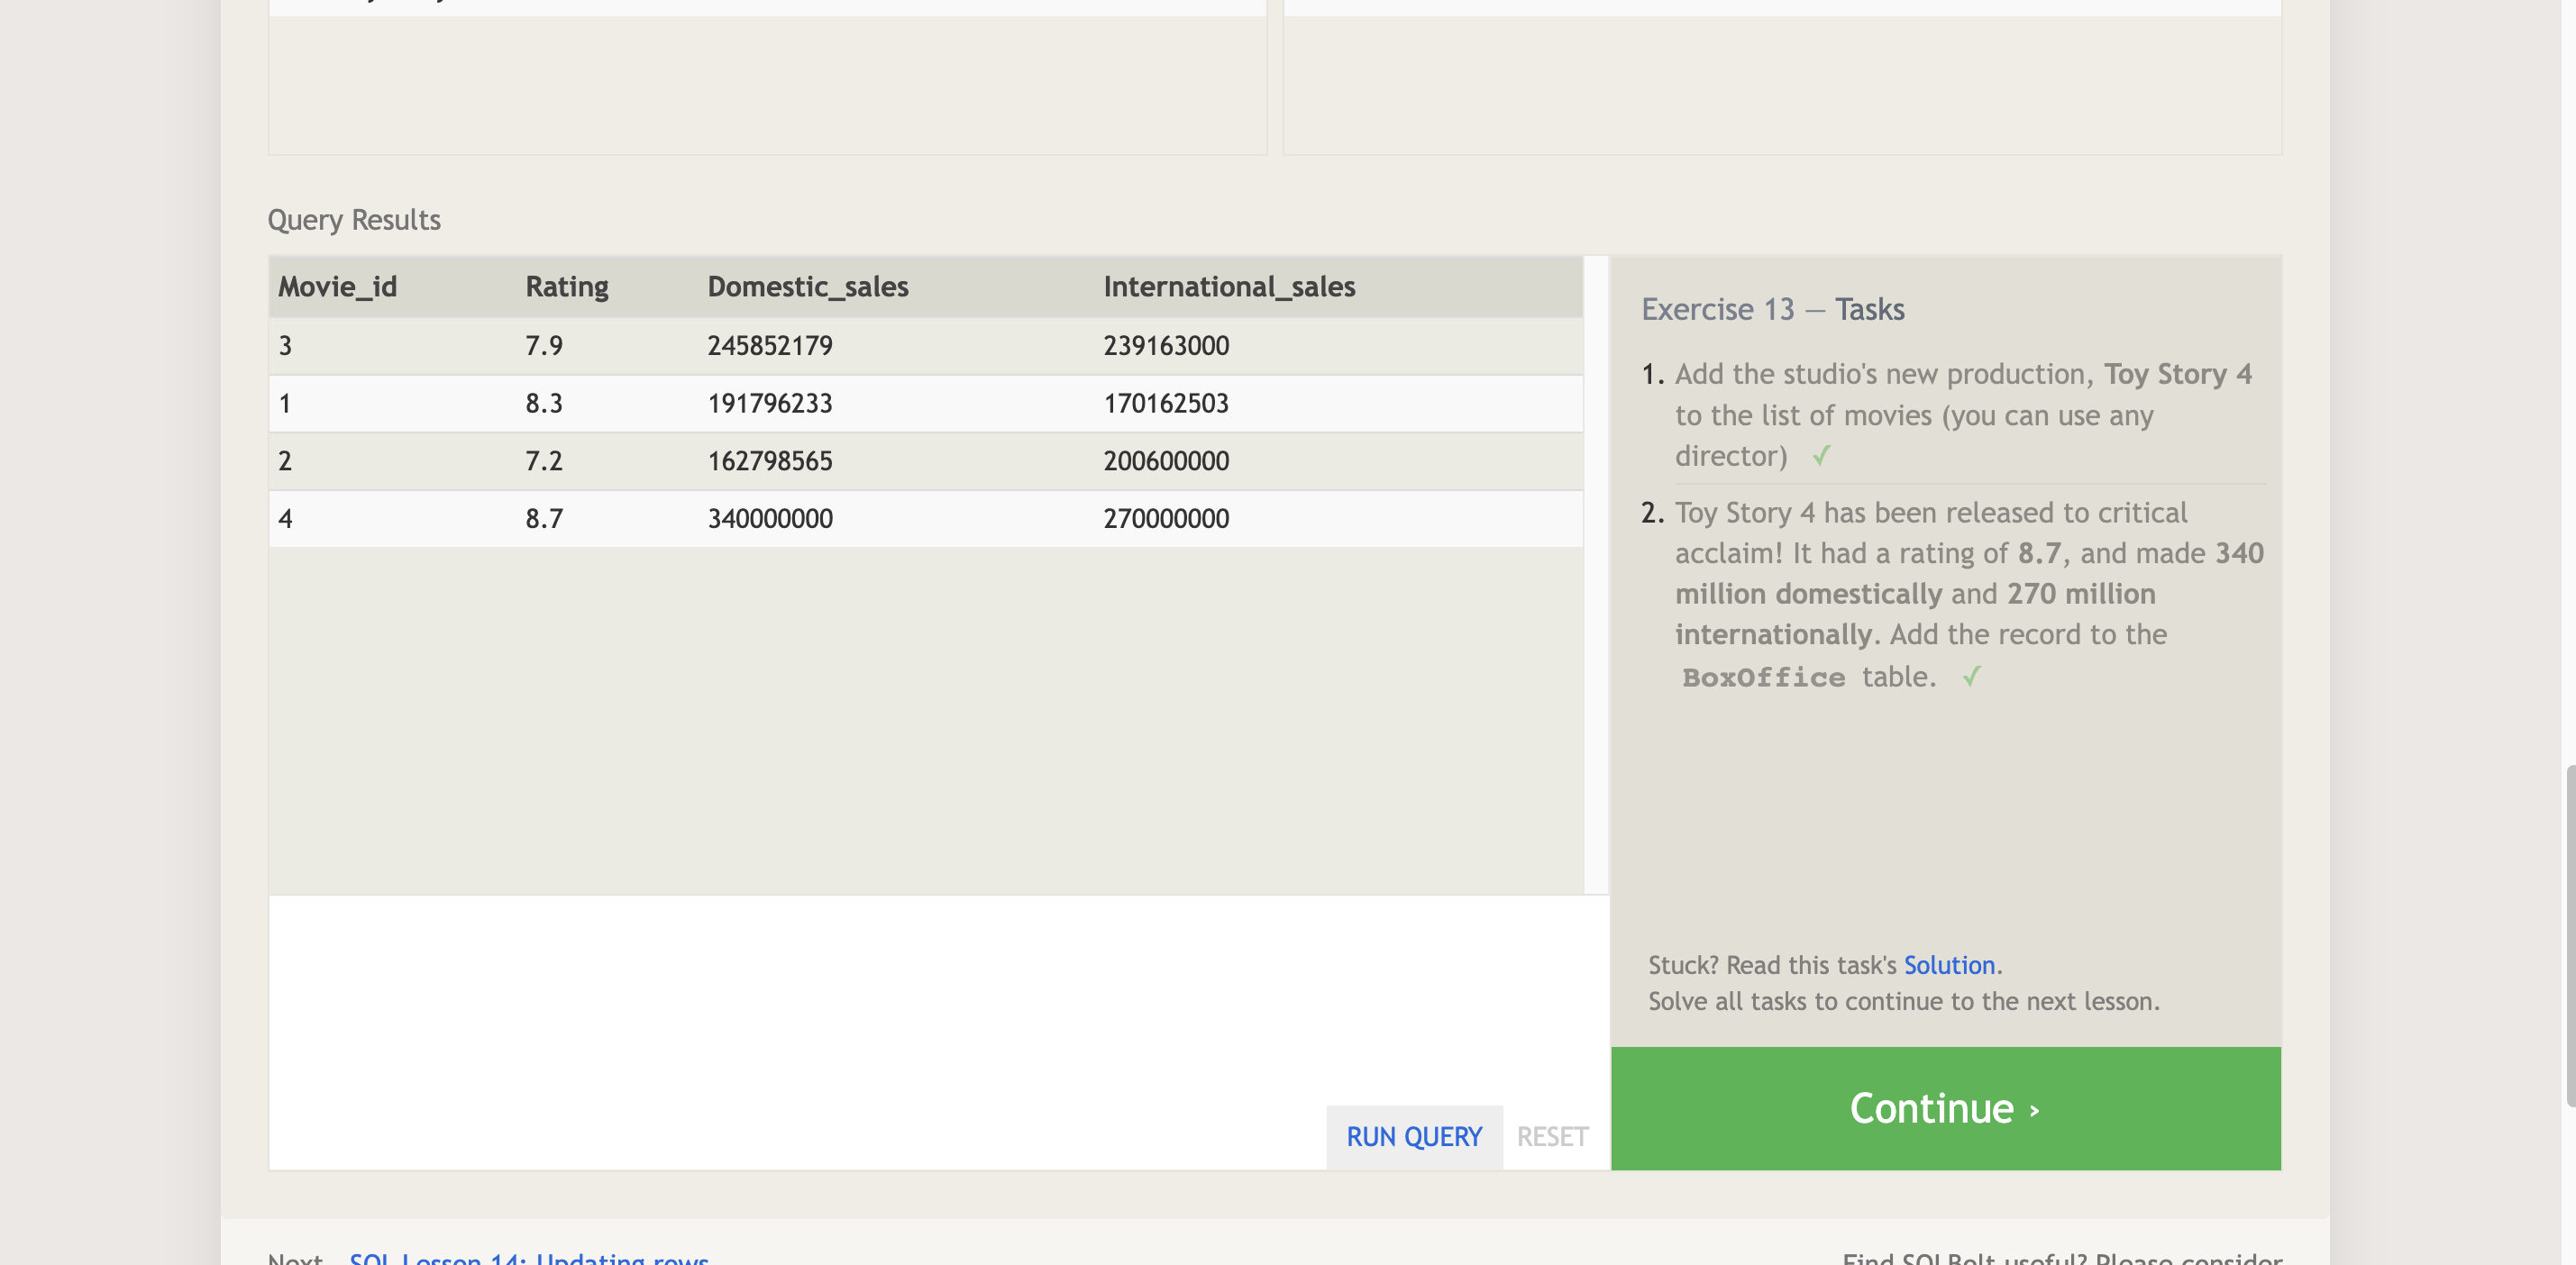 Query Results
Movie_id Rating Domestic_sales International_sales
3 7.9 245852179 239163000
1 8.3 191796233 170162503
2 7.2 162798565 200600000
4 8.7 340000000 270000000
Exercise 13 — Tasks
1. Add the studio's new production, Toy Story 4
to the list of movies (you can use any
director) ✓
2. Toy Story 4 has been released to critical
acclaim! It had a rating of 8.7, and made 340
million domestically and 270 million
internationally. Add the record to the
BoxOffice table. ✓
Stuck? Read this task's Solution.
Solve all tasks to continue to the next lesson.
RUN QUERY RESET
Continue ›
Next SQL Lesson 14: Updating rows
Find SQLBolt useful? Please consider